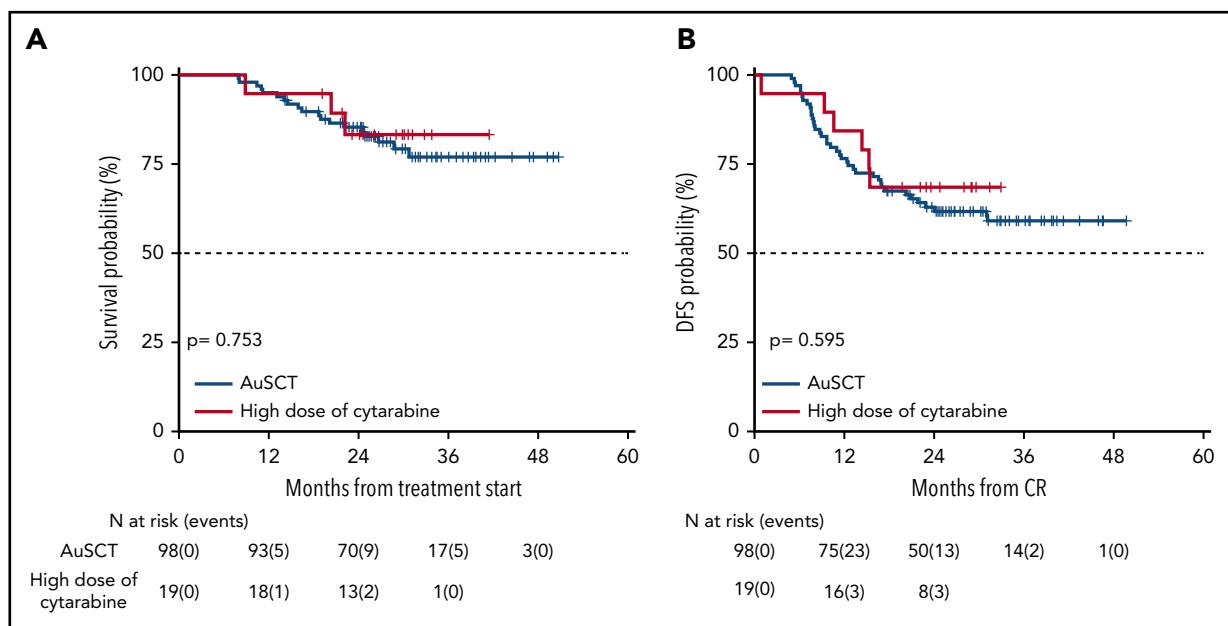 A
Survival probability (%)
100
75
50
25
0
p= 0.753
AuSCT
High dose of cytarabine
0 12 24 36 48 60
Months from treatment start
N at risk (events)
AuSCT 98(0) 93(5) 70(9) 17(5) 3(0)
High dose of
cytarabine 19(0) 18(1) 13(2) 1(0)
B
DFS probability (%)
100
75
50
25
0
p= 0.595
AuSCT
High dose of cytarabine
0 12 24 36 48 60
Months from CR
N at risk (events)
98(0) 75(23) 50(13) 14(2) 1(0)
19(0) 16(3) 8(3)